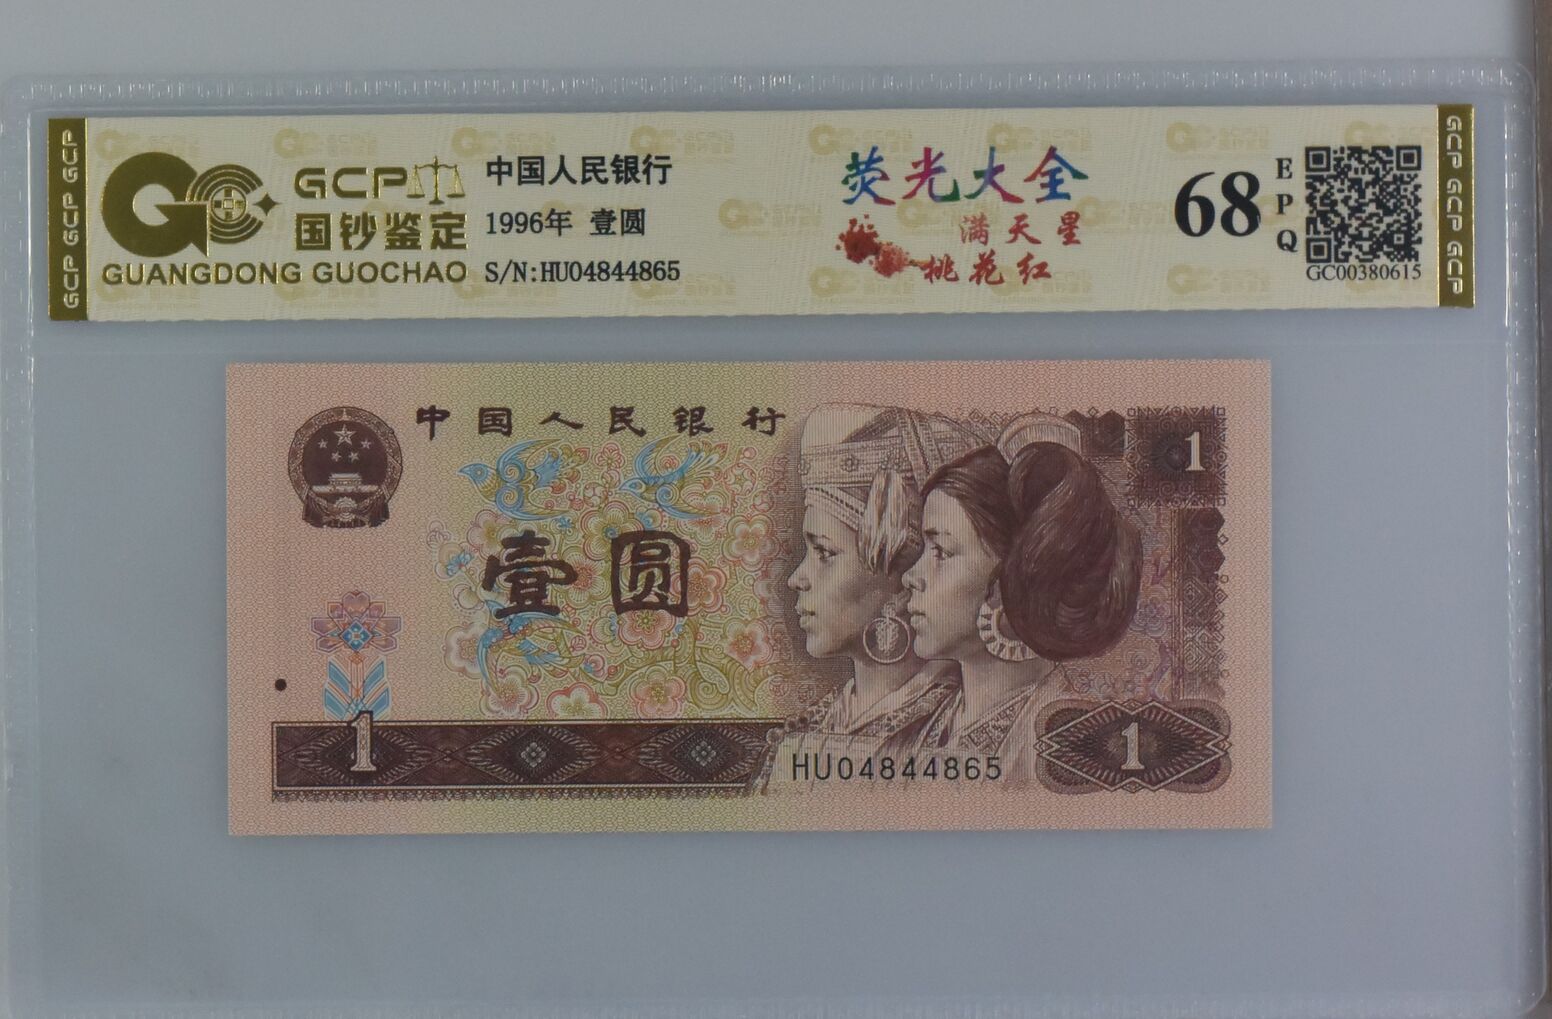 GCP GCP GCP
GCP
国钞鉴定
GUANGDONG GUOCHAO
中国人民银行
1996年 壹圆
S/N:HU04844865
荧光大全
满天星
桃花红
68
EPQ
GC00380615
GCP GCP GCP
中国人民银行
1
壹圆
1
HU04844865
1